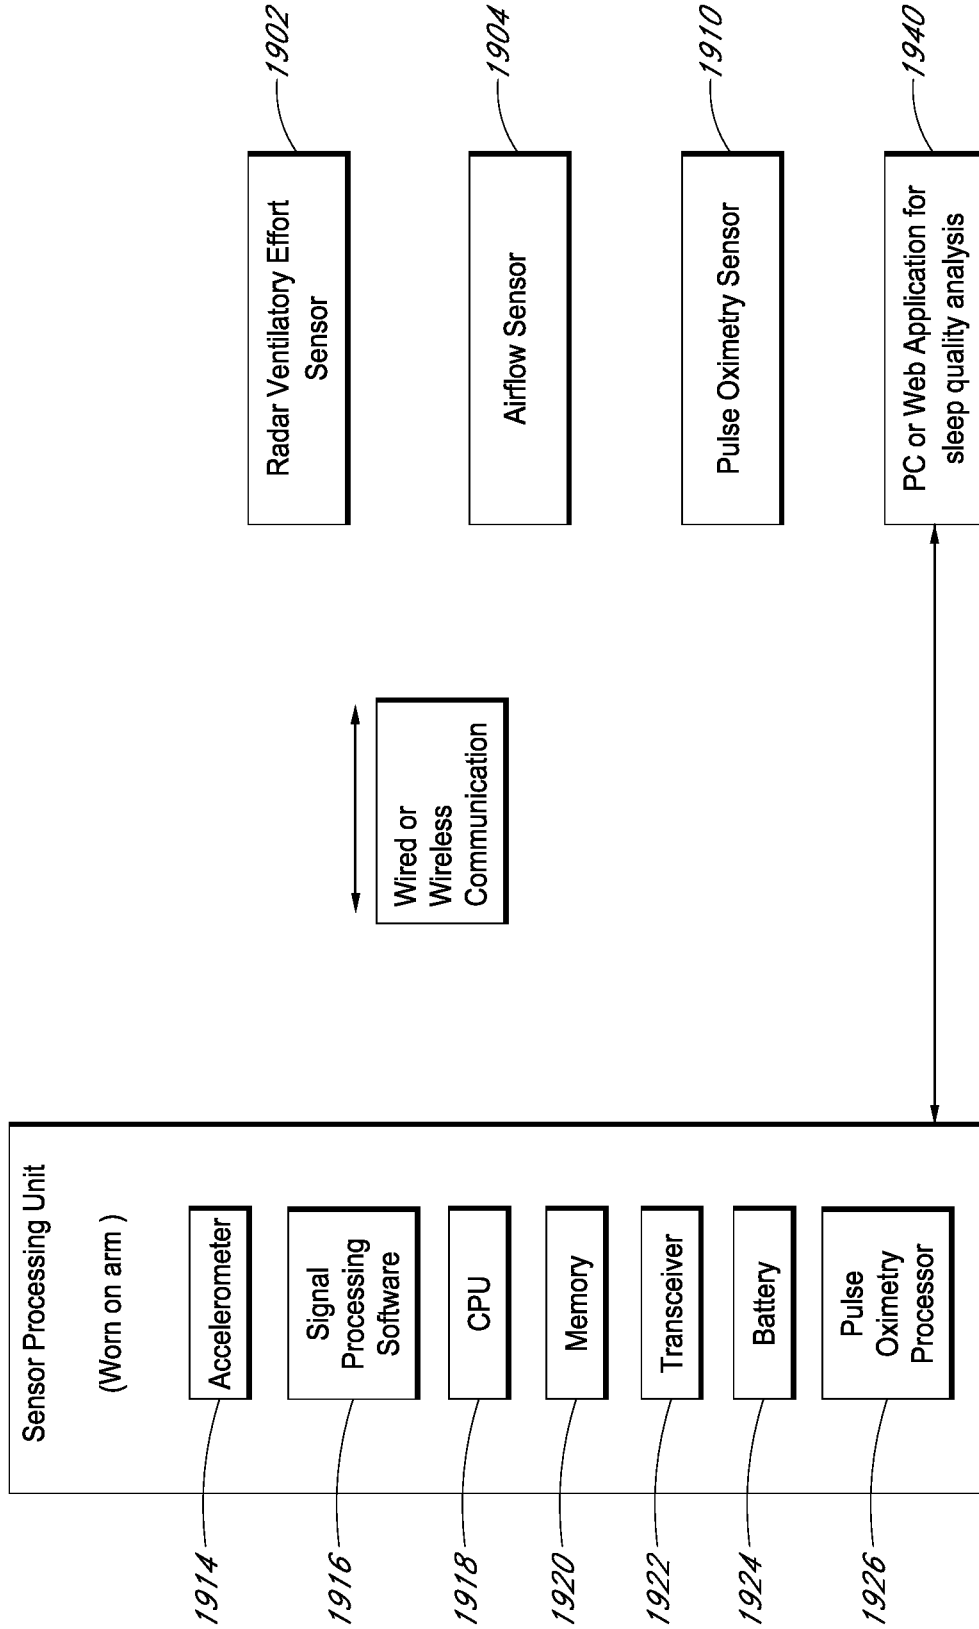 Sensor Processing Unit
(Worn on arm )
1914
Accelerometer
1916
Signal
Processing
Software
1918
CPU
1920
Memory
1922
Transceiver
1924
Battery
1926
Pulse
Oximetry
Processor
Wired or
Wireless
Communication
Radar Ventilatory Effort
Sensor
1902
Airflow Sensor
1904
Pulse Oximetry Sensor
1910
PC or Web Application for
sleep quality analysis
1940